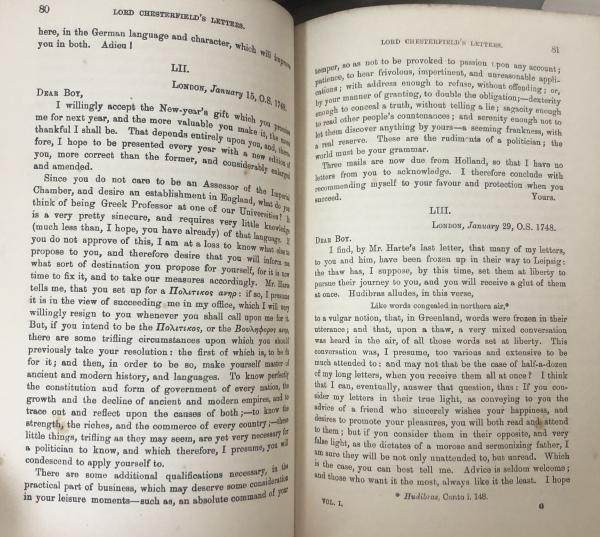 80 LORD CHESTERFIELD'S LETTERS.
here, in the German language and character, which will improve
you in both. Adieu!
LII.
LONDON, January 15, O.S. 1748.
DEAR BOY,
I willingly accept the New-year's gift which you promise
me for next year, and the more valuable you make it, the more
thankful I shall be. That depends entirely upon you, and, there-
fore, I hope to be presented every year with a new edition of
you, more correct than the former, and considerably enlarged
and amended.
Since you do not care to be an Assessor of the Imperial
Chamber, and desire an establishment in England, what do you
think of being Greek Professor at one of our Universities? It
is a very pretty sinecure, and requires very little knowledge
(much less than, I hope, you have already) of that language. If
you do not approve of this, I am at a loss to know what else to
propose to you, and therefore desire that you will inform me
what sort of destination you propose for yourself, for it is now
time to fix it, and to take our measures accordingly. Mr. Harte
tells me, that you set up for a Πολιτικος ανηρ: if so, I presume
it is in the view of succeeding me in my office, which I will very
willingly resign to you whenever you shall call upon me for it.
But, if you intend to be the Πολιτικος, or the Βουληφορος ανηρ,
there are some trifling circumstances upon which you should
previously take your resolution: the first of which is, to be fit
for it; and then, in order to be so, make yourself master of
ancient and modern history, and languages. To know perfectly
the constitution and form of government of every nation, the
growth and the decline of ancient and modern empires, and to
trace out and reflect upon the causes of both;—to know the
strength, the riches, and the commerce of every country;—these
little things, trifling as they may seem, are yet very necessary for
a politician to know, and which therefore, I presume, you will
condescend to apply yourself to.
There are some additional qualifications necessary, in the
practical part of business, which may deserve some consideration
in your leisure moments—such as, an absolute command of your
LORD CHESTERFIELD'S LETTERS. 81
temper, so as not to be provoked to passion upon any account;
patience, to hear frivolous, impertinent, and unreasonable appli-
cations; with address enough to refuse, without offending; or,
by your manner of granting, to double the obligation;—dexterity
enough to conceal a truth, without telling a lie; sagacity enough
to read other people's countenances; and serenity enough not to
let them discover anything by yours—a seeming frankness, with
a real reserve. These are the rudiments of a politician; the
world must be your grammar.
Three mails are now due from Holland, so that I have no
letters from you to acknowledge. I therefore conclude with
recommending myself to your favour and protection when you
succeed. Yours.
LIII.
LONDON, January 29, O.S. 1748.
DEAR BOY.
I find, by Mr. Harte's last letter, that many of my letters,
to you and him, have been frozen up in their way to Leipsig:
the thaw has, I suppose, by this time, set them at liberty to
pursue their journey to you, and you will receive a glut of them
at once. Hudibras alludes, in this verse,
Like words congealed in northern air,*
to a vulgar notion, that, in Greenland, words were frozen in their
utterance; and that, upon a thaw, a very mixed conversation
was heard in the air, of all those words set at liberty. This
conversation was, I presume, too various and extensive to be
much attended to: and may not that be the case of half-a-dozen
of my long letters, when you receive them all at once? I think
that I can, eventually, answer that question, thus: If you con-
sider my letters in their true light, as conveying to you the
advice of a friend who sincerely wishes your happiness, and
desires to promote your pleasures, you will both read and attend
to them; but if you consider them in their opposite, and very
false light, as the dictates of a morose and sermonizing father, I
am sure they will be not only unattended to, but unread. Which
is the case, you can best tell me. Advice is seldom welcome;
and those who want it the most, always like it the least. I hope
* Hudibras, Canto i. 148.
VOL. I. G